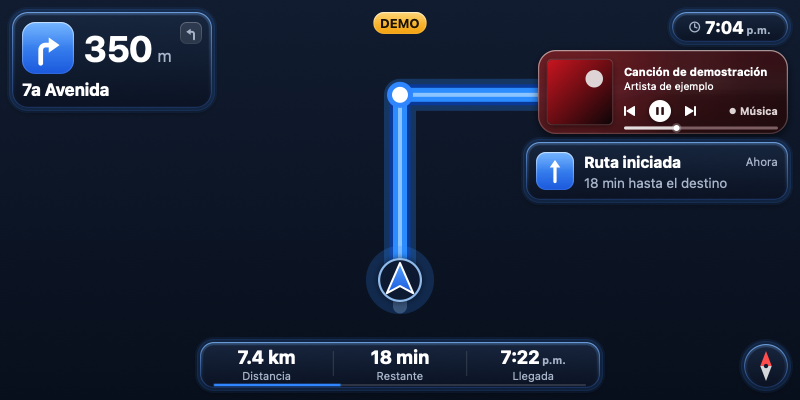 350 m
7a Avenida
DEMO
7:04 p.m.
Canción de demostración
Artista de ejemplo
Música
Ruta iniciada
Ahora
18 min hasta el destino
7.4 km
Distancia
18 min
Restante
7:22 p.m.
Llegada